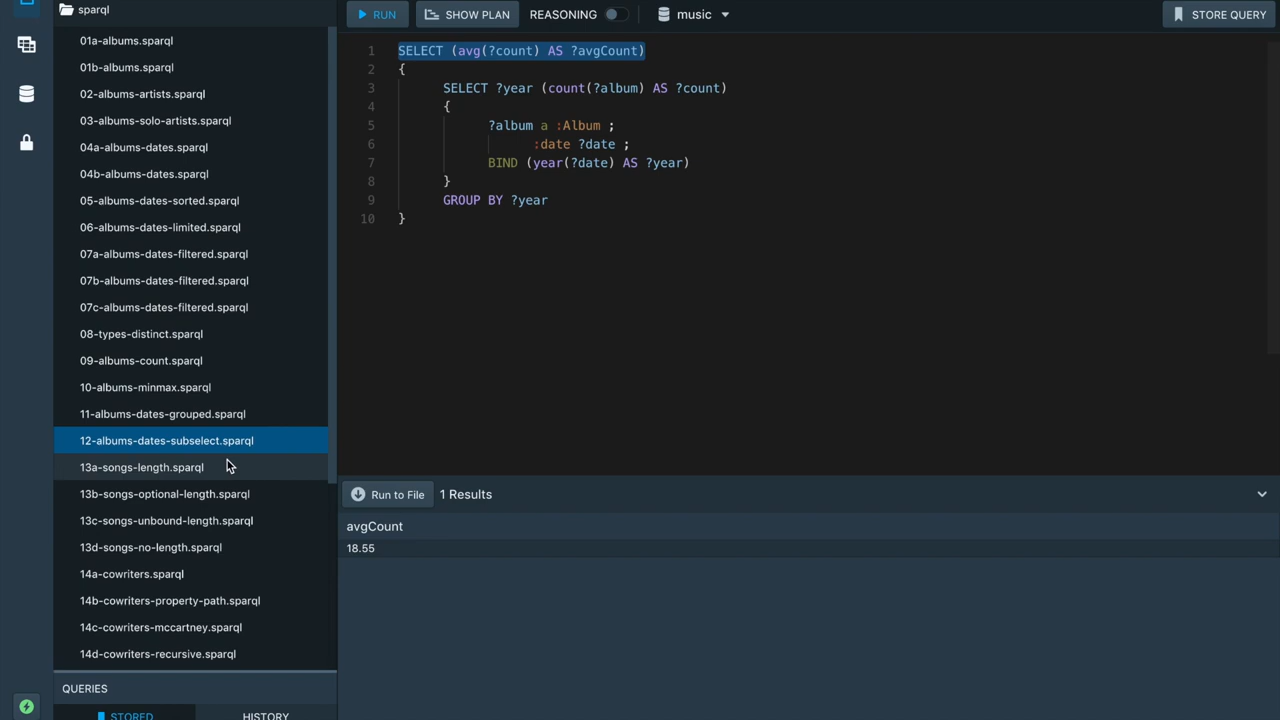 sparql
01a-albums.sparql
01b-albums.sparql
02-albums-artists.sparql
03-albums-solo-artists.sparql
04a-albums-dates.sparql
04b-albums-dates.sparql
05-albums-dates-sorted.sparql
06-albums-dates-limited.sparql
07a-albums-dates-filtered.sparql
07b-albums-dates-filtered.sparql
07c-albums-dates-filtered.sparql
08-types-distinct.sparql
09-albums-count.sparql
10-albums-minmax.sparql
11-albums-dates-grouped.sparql
12-albums-dates-subselect.sparql
13a-songs-length.sparql
13b-songs-optional-length.sparql
13c-songs-unbound-length.sparql
13d-songs-no-length.sparql
14a-cowriters.sparql
14b-cowriters-property-path.sparql
14c-cowriters-mccartney.sparql
14d-cowriters-recursive.sparql
QUERIES
STORED HISTORY
RUN SHOW PLAN REASONING music STORE QUERY
1 SELECT (avg(?count) AS ?avgCount)
2 {
3 SELECT ?year (count(?album) AS ?count)
4 {
5 ?album a :Album ;
6 :date ?date ;
7 BIND (year(?date) AS ?year)
8 }
9 GROUP BY ?year
10 }
Run to File 1 Results
avgCount
18.55